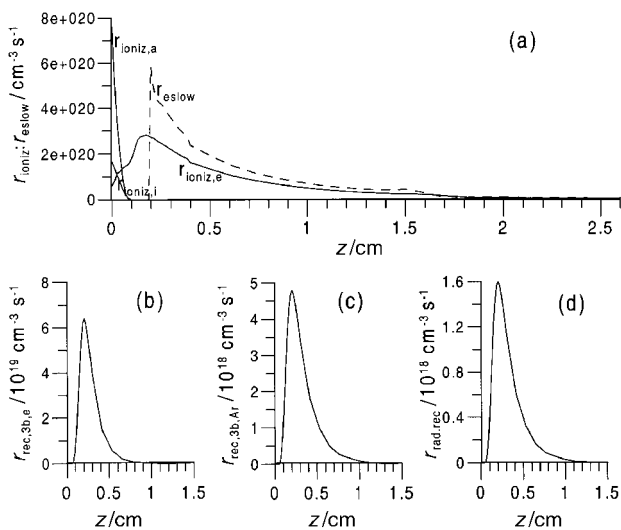 8e+020
6e+020
4e+020
2e+020
0
r_ioniz, r_eslow / cm^-3 s^-1
r_ioniz,a
r_eslow
r_ioniz,e
r_ioniz,i
(a)
0 0.5 1 1.5 2 2.5
z/cm
8
6
4
2
0
r_rec,3b,e / 10^19 cm^-3 s^-1
(b)
0 0.5 1 1.5
z/cm
5
4
3
2
1
0
r_rec,3b,Ar / 10^18 cm^-3 s^-1
(c)
0 0.5 1 1.5
z/cm
1.6
1.2
0.8
0.4
0
r_rad.rec / 10^18 cm^-3 s^-1
(d)
0 0.5 1 1.5
z/cm